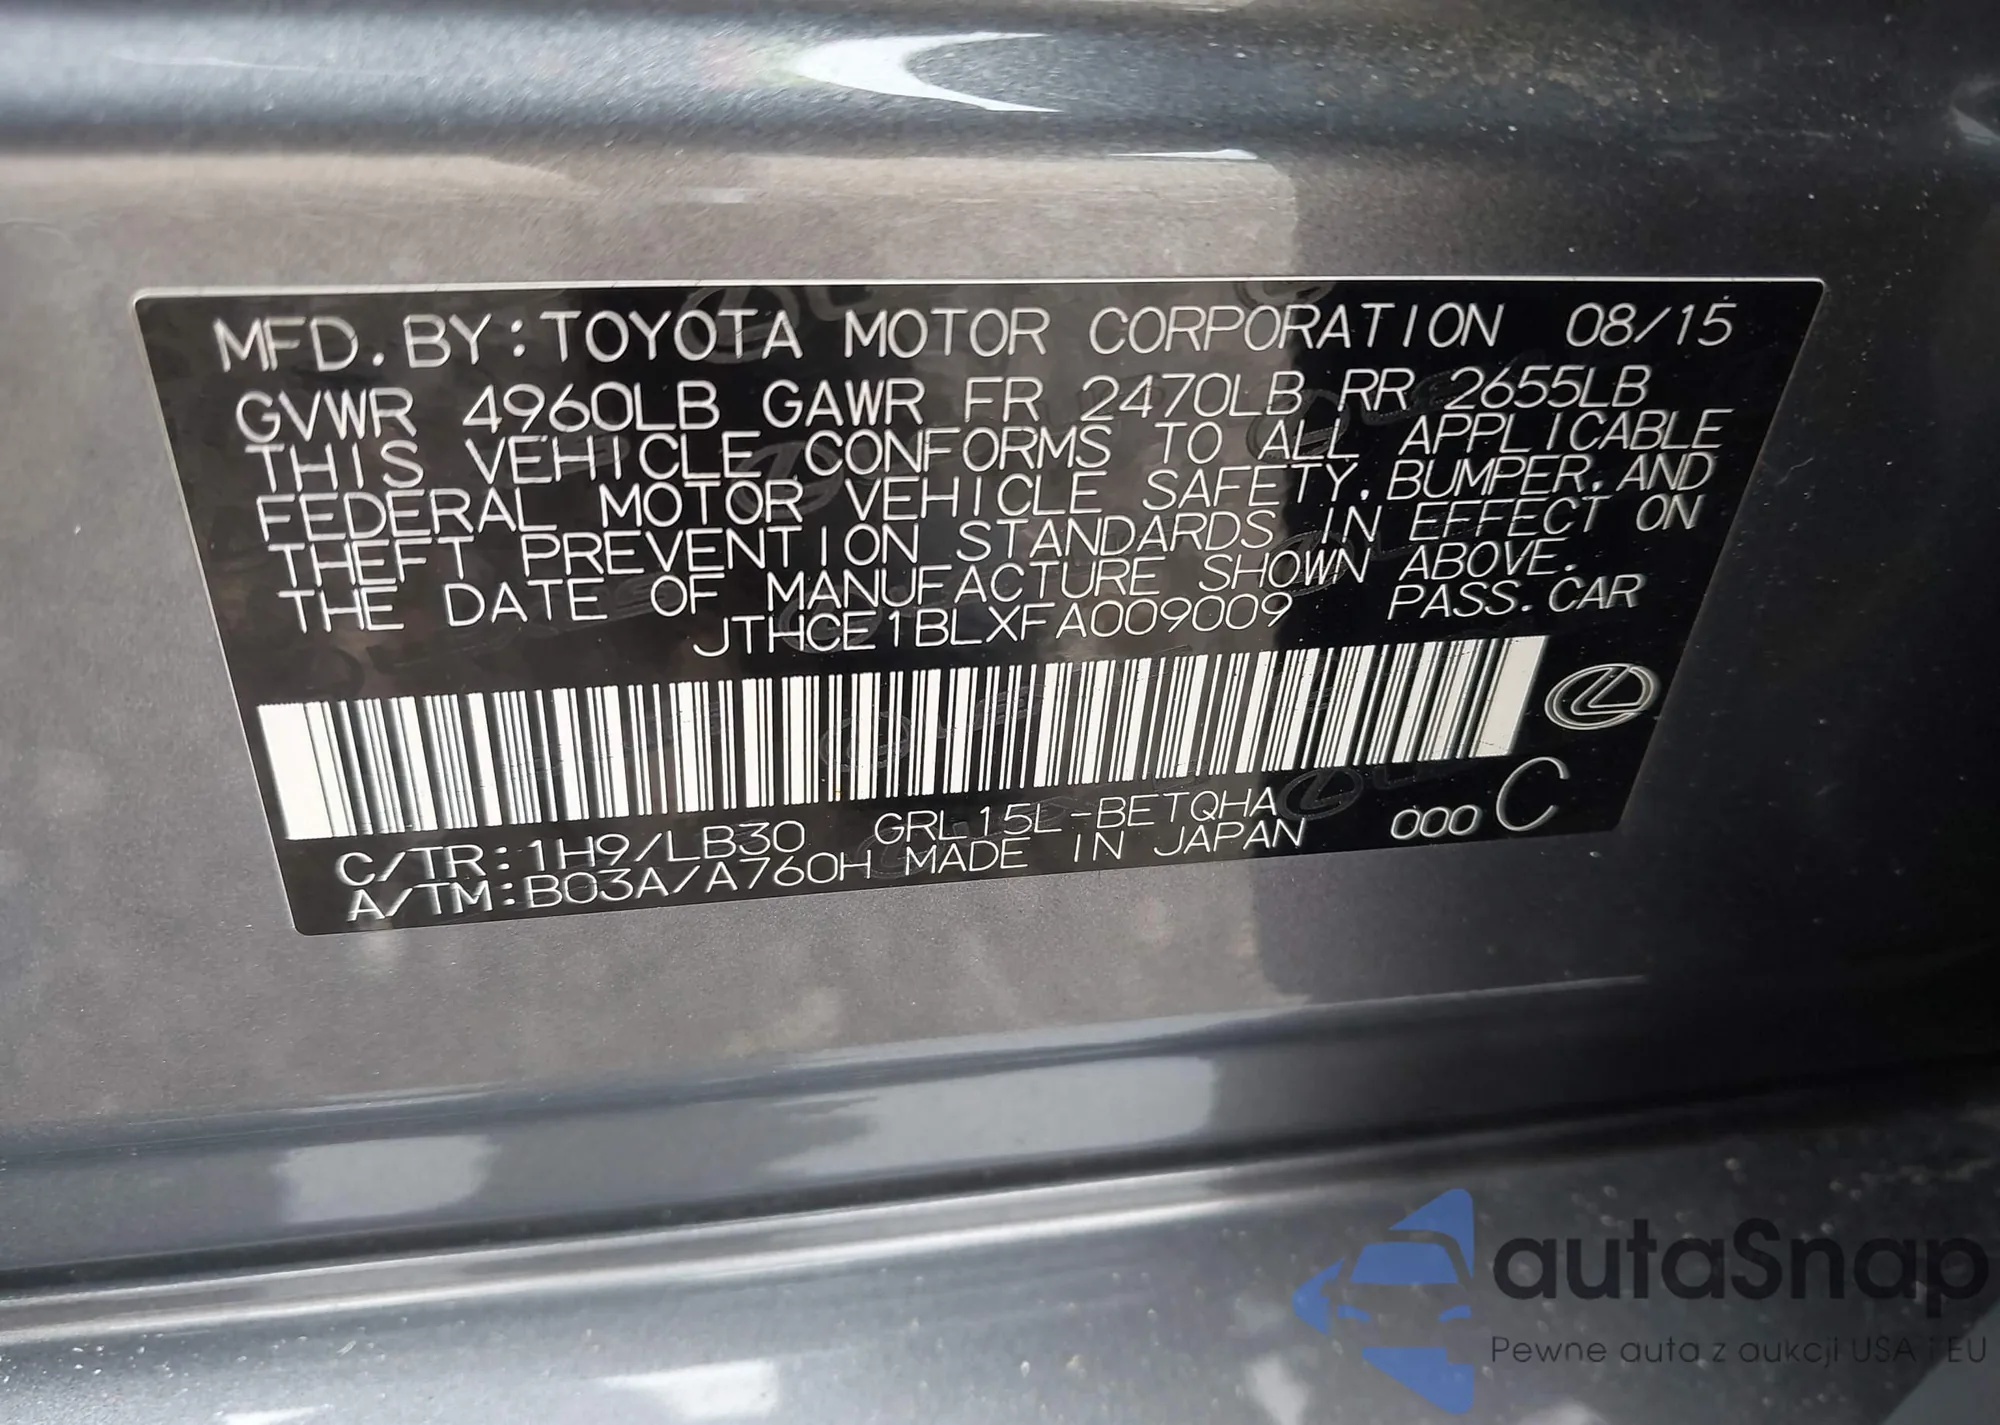 MFD. BY: TOYOTA MOTOR CORPORATION 08/15
GVWR 4960LB GAWR FR 2470LB RR 2655LB
THIS VEHICLE CONFORMS TO ALL APPLICABLE
FEDERAL MOTOR VEHICLE SAFETY, BUMPER, AND
THEFT PREVENTION STANDARDS IN EFFECT ON
THE DATE OF MANUFACTURE SHOWN ABOVE.
JTHCE1BLXFA009009 PASS. CAR
C/TR: 1H9/LB30 GRL15L-BETQHA 000 C
A/TM: B03A/A760H MADE IN JAPAN
autaSnap
Pewne auta z aukcji USA i EU